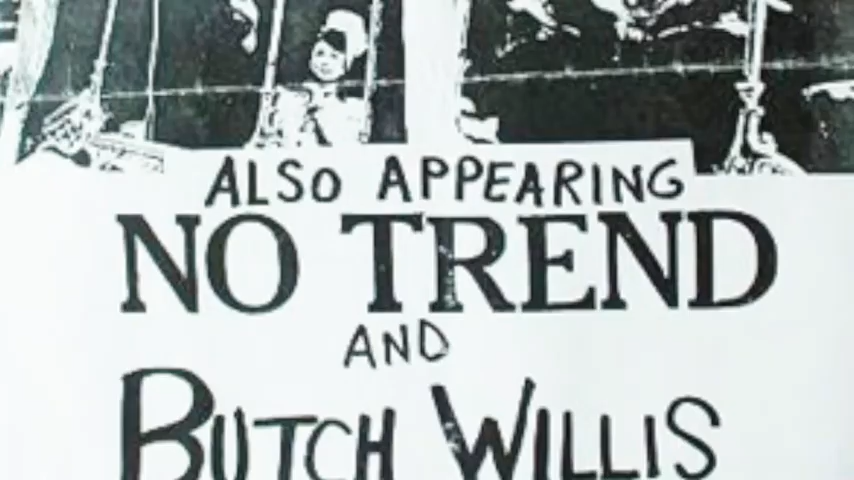 ALSO APPEARING
NO TREND
AND
BUTCH WILLIS